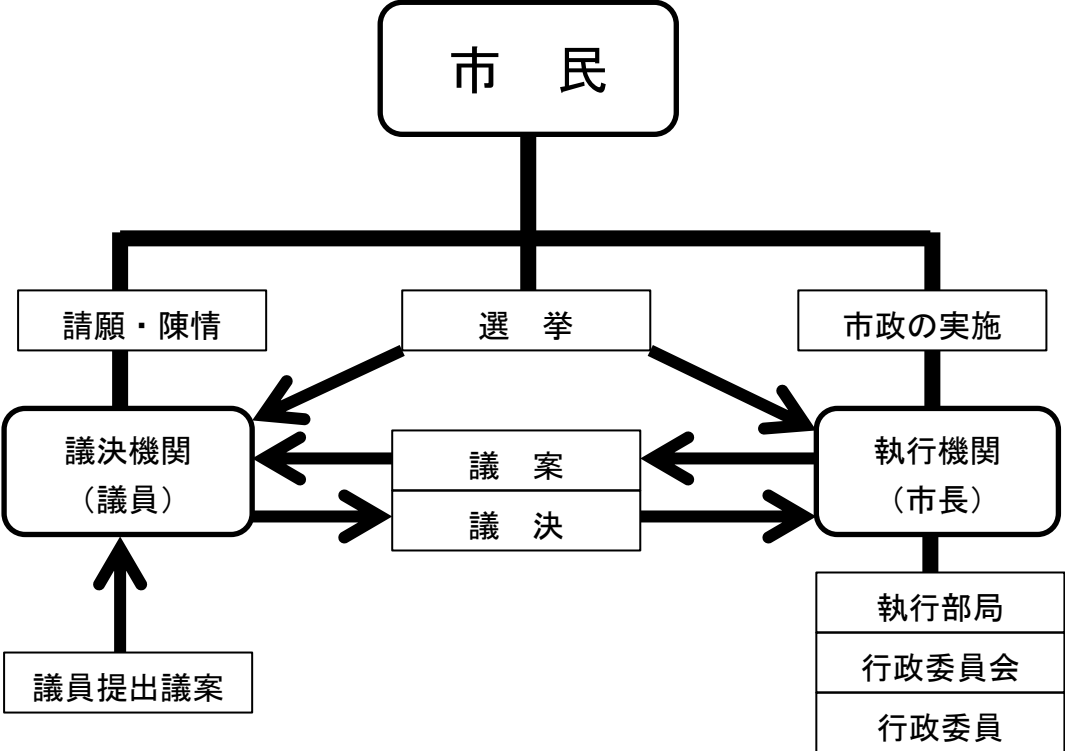 市　民
請願・陳情
選　挙
市政の実施
議決機関
（議員）
議　案
議　決
執行機関
（市長）
議員提出議案
執行部局
行政委員会
行政委員